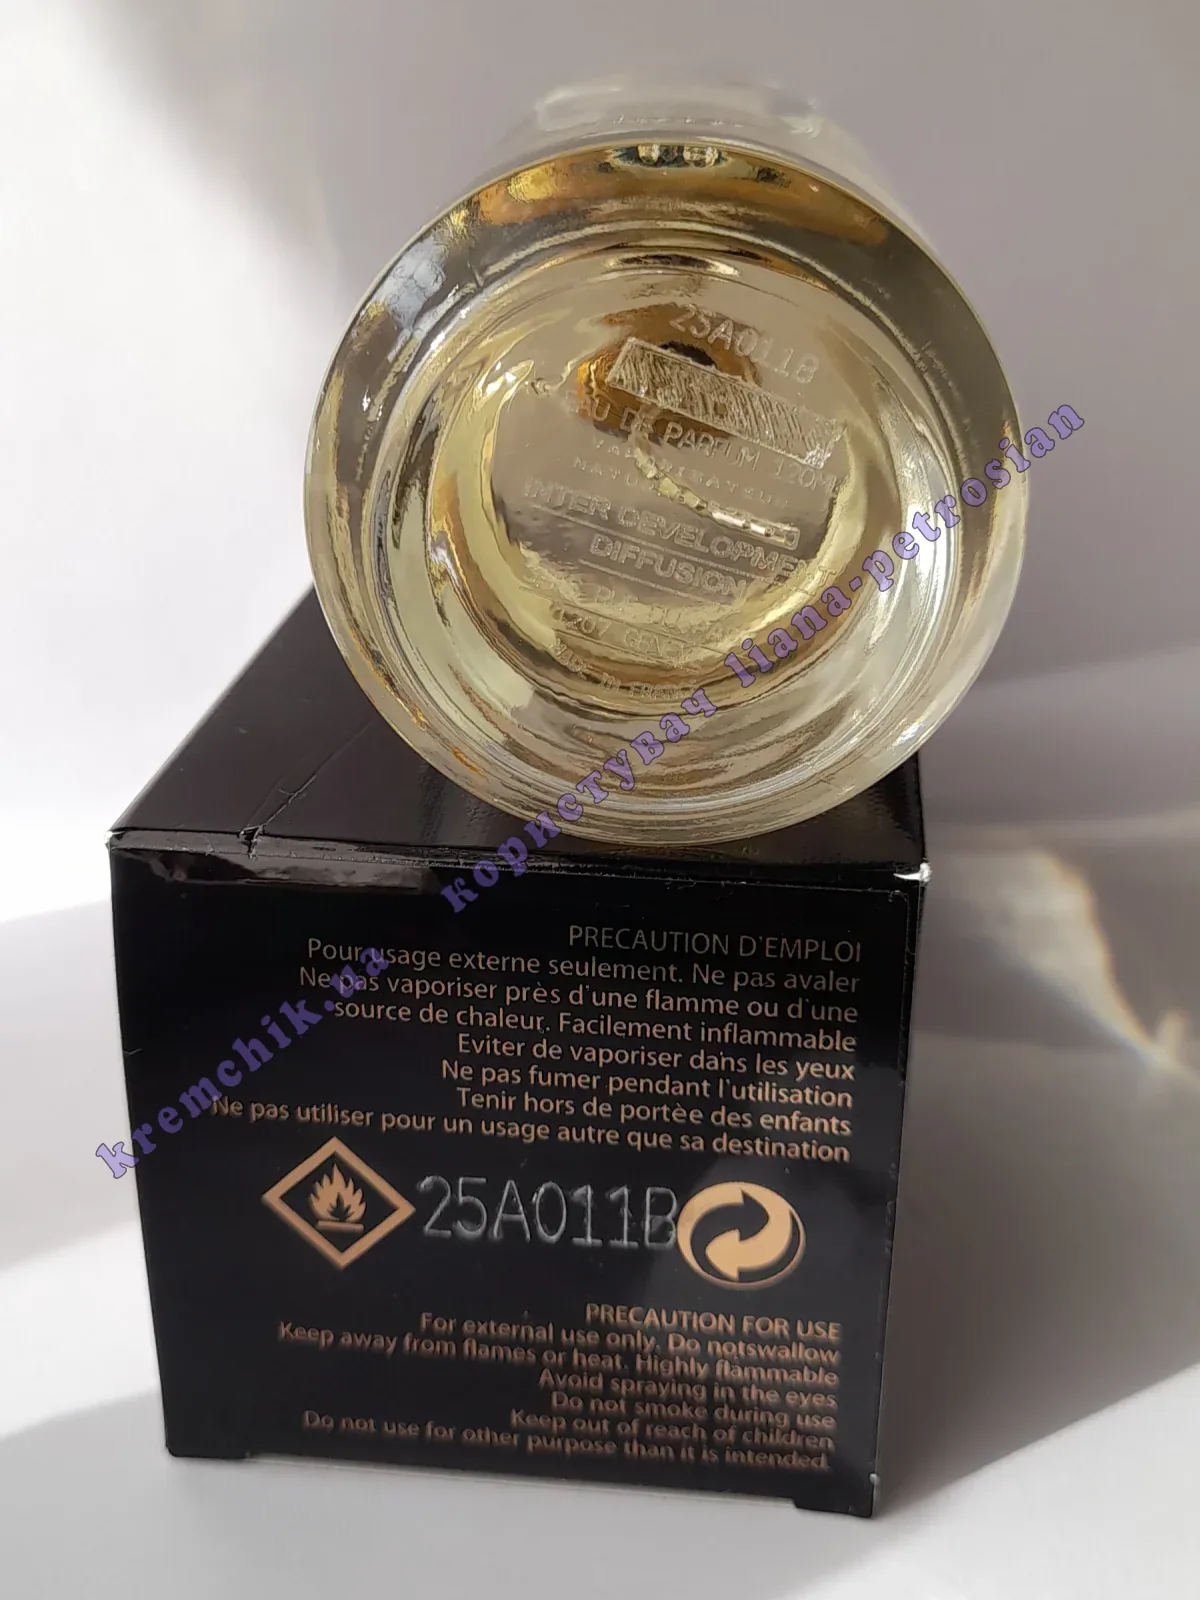 25A011B
EAU DE PARFUM 120M
VAPORISATEUR
INTER DEVELOPMENT
DIFFUSION
1207 GENEVE
MADE IN FRANCE
kremchik.ua користувач liana-petrosian
PRECAUTION D'EMPLOI
Pour usage externe seulement. Ne pas avaler
Ne pas vaporiser près d'une flamme ou d'une
source de chaleur. Facilement inflammable
Eviter de vaporiser dans les yeux
Ne pas fumer pendant l'utilisation
Tenir hors de portèe des enfants
Ne pas utiliser pour un usage autre que sa destination
25A011B
PRECAUTION FOR USE
For external use only. Do notswallow
Keep away from flames or heat. Highly flammable
Avoid spraying in the eyes
Do not smoke during use
Keep out of reach of children
Do not use for other purpose than it is intended.